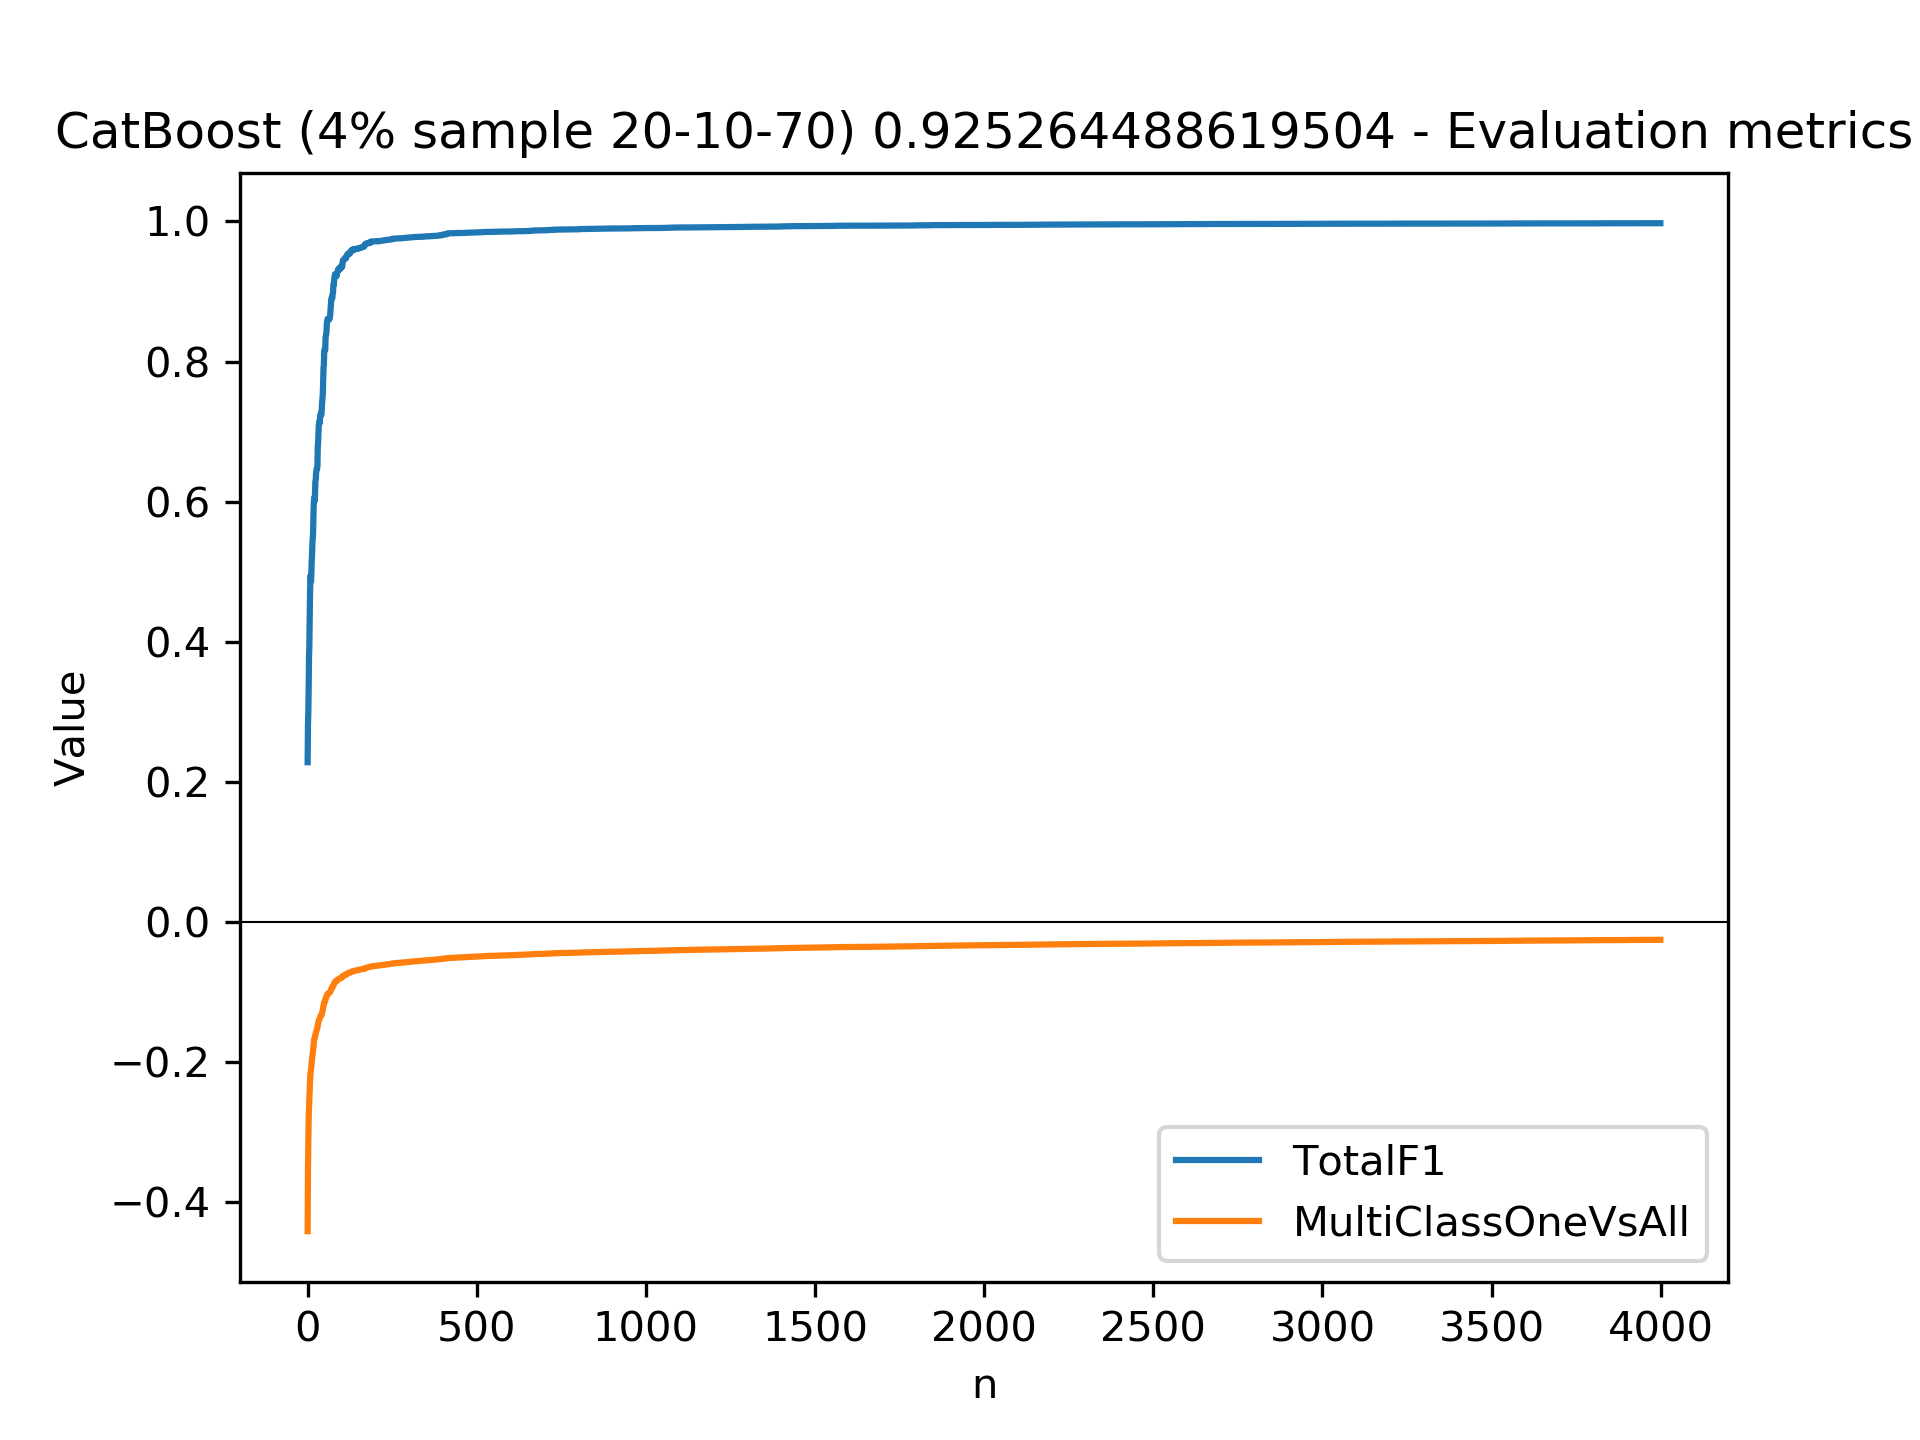 CatBoost (4% sample 20-10-70) 0.925264488619504 - Evaluation metrics
1.0
0.8
0.6
0.4
0.2
0.0
−0.2
−0.4
Value
TotalF1
MultiClassOneVsAll
0 500 1000 1500 2000 2500 3000 3500 4000
n